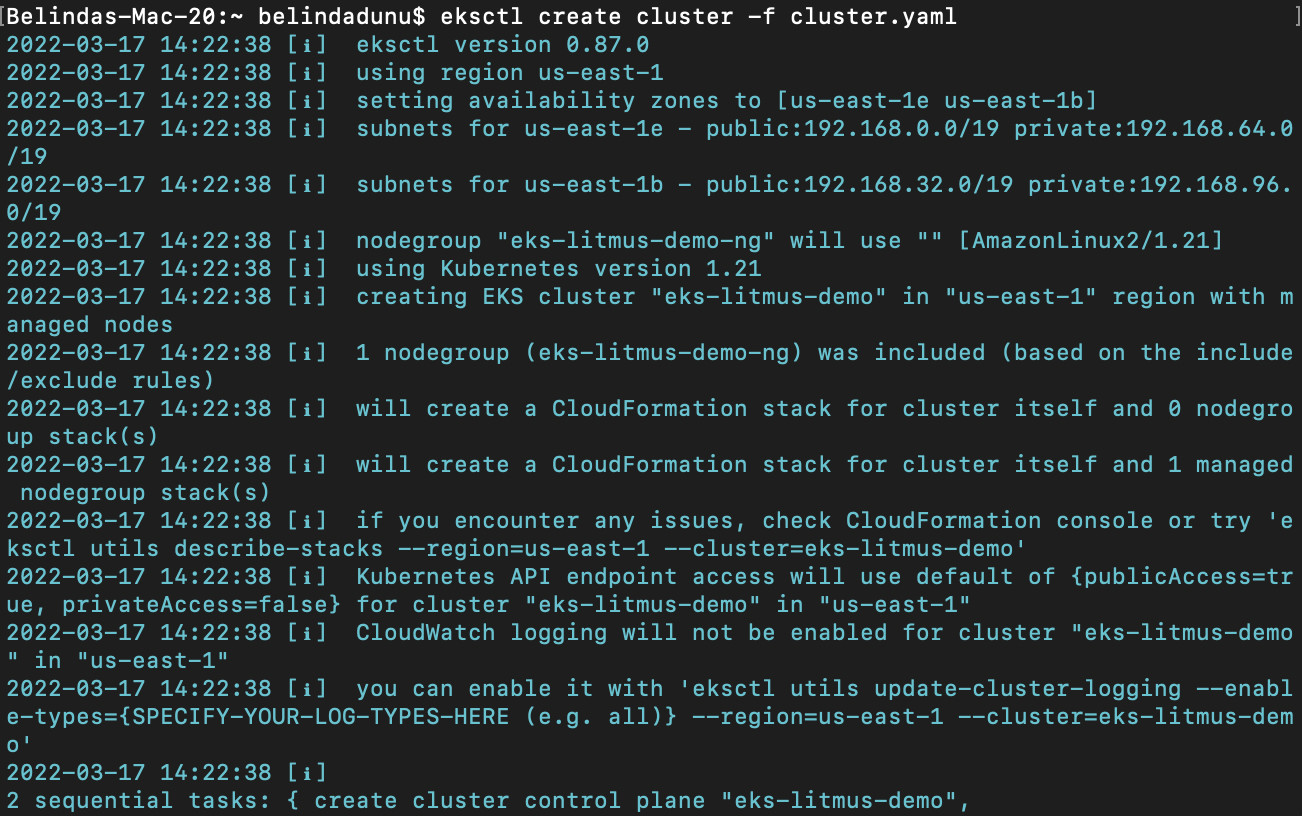 [Belindas-Mac-20:~ belindadunu$ eksctl create cluster -f cluster.yaml ]
2022-03-17 14:22:38 [ℹ]  eksctl version 0.87.0
2022-03-17 14:22:38 [ℹ]  using region us-east-1
2022-03-17 14:22:38 [ℹ]  setting availability zones to [us-east-1e us-east-1b]
2022-03-17 14:22:38 [ℹ]  subnets for us-east-1e - public:192.168.0.0/19 private:192.168.64.0
/19
2022-03-17 14:22:38 [ℹ]  subnets for us-east-1b - public:192.168.32.0/19 private:192.168.96.
0/19
2022-03-17 14:22:38 [ℹ]  nodegroup "eks-litmus-demo-ng" will use "" [AmazonLinux2/1.21]
2022-03-17 14:22:38 [ℹ]  using Kubernetes version 1.21
2022-03-17 14:22:38 [ℹ]  creating EKS cluster "eks-litmus-demo" in "us-east-1" region with m
anaged nodes
2022-03-17 14:22:38 [ℹ]  1 nodegroup (eks-litmus-demo-ng) was included (based on the include
/exclude rules)
2022-03-17 14:22:38 [ℹ]  will create a CloudFormation stack for cluster itself and 0 nodegro
up stack(s)
2022-03-17 14:22:38 [ℹ]  will create a CloudFormation stack for cluster itself and 1 managed
 nodegroup stack(s)
2022-03-17 14:22:38 [ℹ]  if you encounter any issues, check CloudFormation console or try 'e
ksctl utils describe-stacks --region=us-east-1 --cluster=eks-litmus-demo'
2022-03-17 14:22:38 [ℹ]  Kubernetes API endpoint access will use default of {publicAccess=tr
ue, privateAccess=false} for cluster "eks-litmus-demo" in "us-east-1"
2022-03-17 14:22:38 [ℹ]  CloudWatch logging will not be enabled for cluster "eks-litmus-demo
" in "us-east-1"
2022-03-17 14:22:38 [ℹ]  you can enable it with 'eksctl utils update-cluster-logging --enabl
e-types={SPECIFY-YOUR-LOG-TYPES-HERE (e.g. all)} --region=us-east-1 --cluster=eks-litmus-dem
o'
2022-03-17 14:22:38 [ℹ]
2 sequential tasks: { create cluster control plane "eks-litmus-demo",